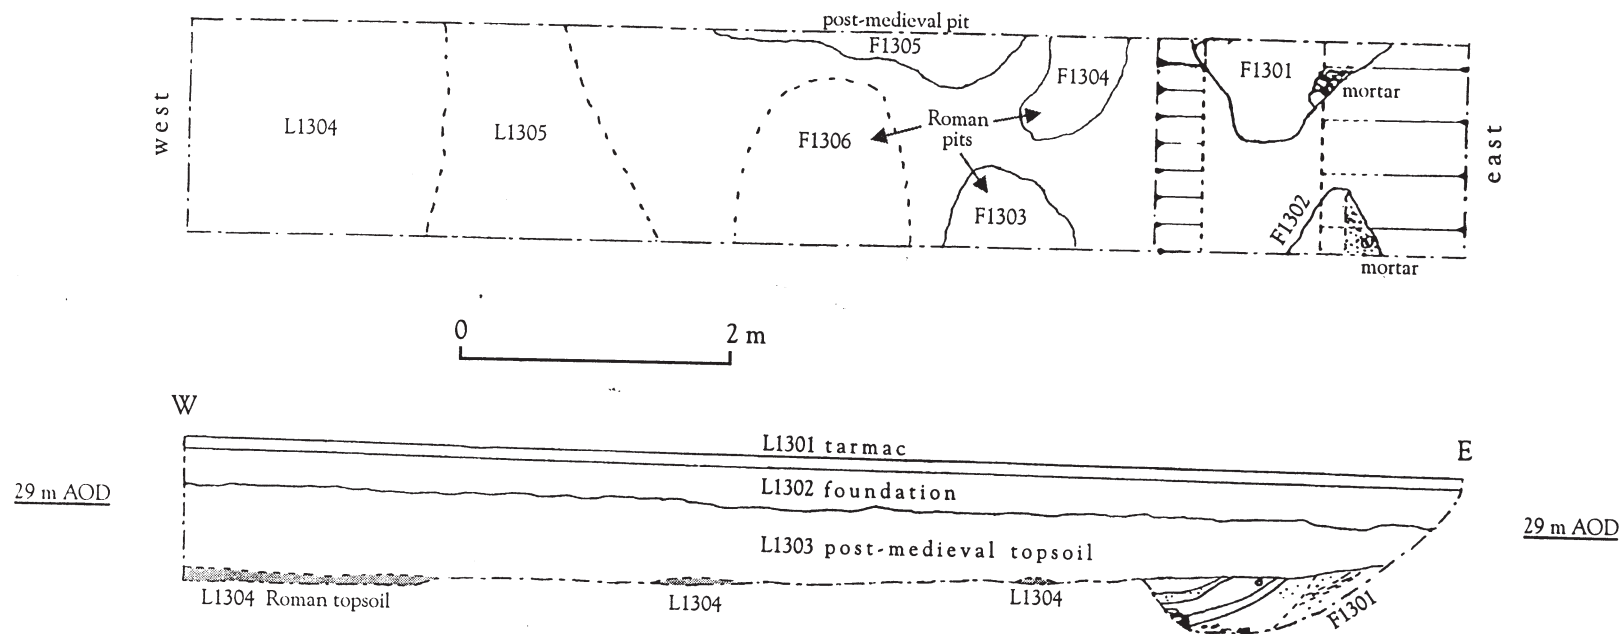 post-medieval pit
F1305
F1304
F1301
mortar
west
L1304
L1305
F1306
Roman
pits
east
F1303
F1302
mortar
0
2 m
W
L1301 tarmac
E
29 m AOD
L1302 foundation
29 m AOD
L1303 post-medieval topsoil
L1304 Roman topsoil
L1304
L1304
F1301